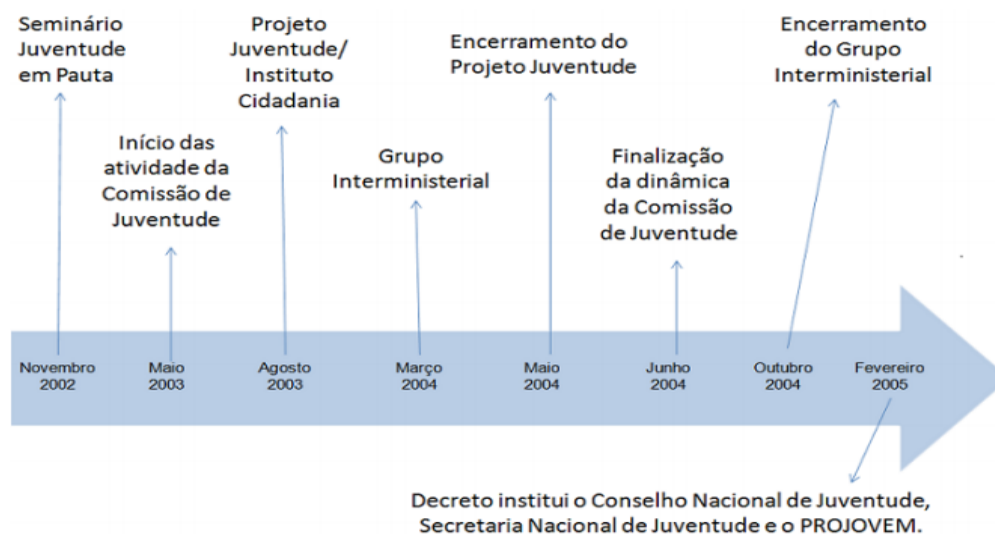 Seminário
Juventude
em Pauta
Projeto
Juventude/
Instituto
Cidadania
Encerramento do
Projeto Juventude
Encerramento
do Grupo
Interministerial
Início das
atividade da
Comissão de
Juventude
Grupo
Interministerial
Finalização
da dinâmica
da Comissão
de Juventude
Novembro
2002
Maio
2003
Agosto
2003
Março
2004
Maio
2004
Junho
2004
Outubro
2004
Fevereiro
2005
Decreto institui o Conselho Nacional de Juventude,
Secretaria Nacional de Juventude e o PROJOVEM.